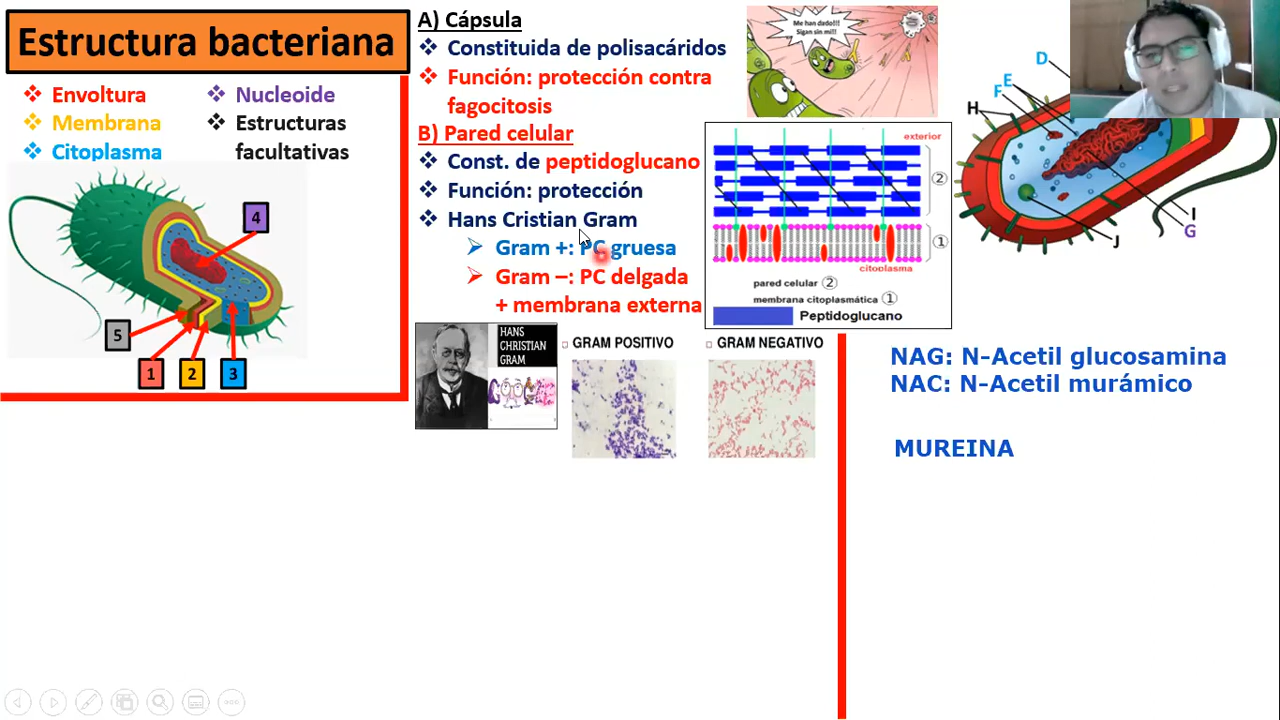 Estructura bacteriana
❖ Envoltura
❖ Membrana
❖ Citoplasma
❖ Nucleoide
❖ Estructuras
facultativas
4
5
1
2
3
A) Cápsula
❖ Constituida de polisacáridos
❖ Función: protección contra
fagocitosis
B) Pared celular
❖ Const. de peptidoglucano
❖ Función: protección
❖ Hans Cristian Gram
➢ Gram +: PC gruesa
➢ Gram –: PC delgada
+ membrana externa
HANS
CHRISTIAN
GRAM
GRAM POSITIVO
GRAM NEGATIVO
Me han dado!!!
Sigan sin mi!!
exterior
2
1
citoplasma
pared celular 2
membrana citoplasmática 1
Peptidoglucano
D
E
F
H
I
G
J
NAG: N-Acetil glucosamina
NAC: N-Acetil murámico
MUREINA